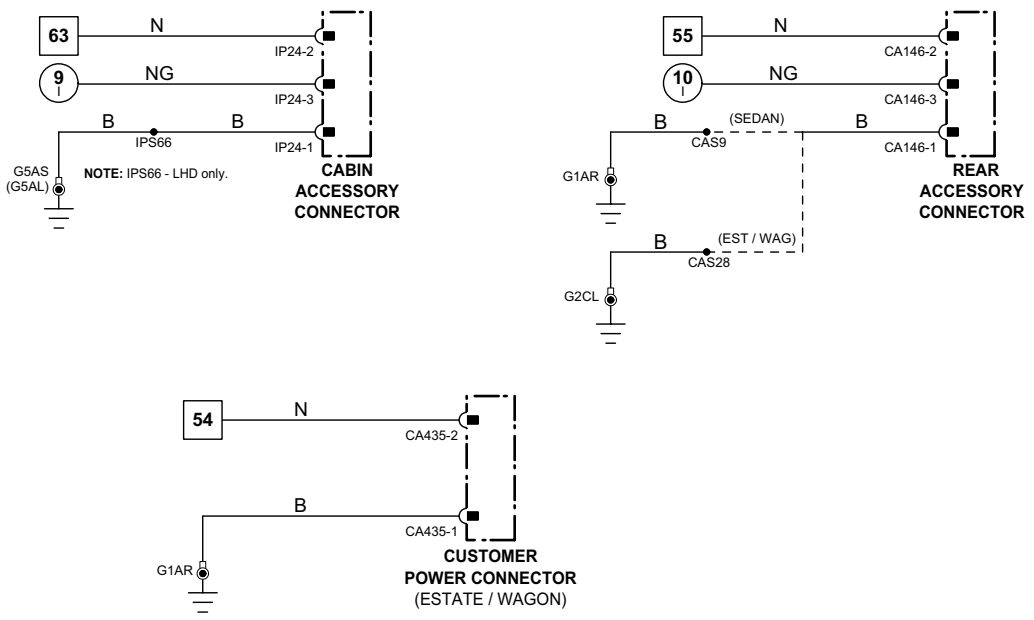 63
N
IP24-2
9
I
NG
IP24-3
B
B
IPS66
IP24-1
G5AS
(G5AL)
NOTE: IPS66 - LHD only.
CABIN
ACCESSORY
CONNECTOR
55
N
CA146-2
10
I
NG
CA146-3
B
(SEDAN)
B
CAS9
CA146-1
G1AR
REAR
ACCESSORY
CONNECTOR
B
(EST / WAG)
CAS28
G2CL
54
N
CA435-2
B
CA435-1
G1AR
CUSTOMER
POWER CONNECTOR
(ESTATE / WAGON)